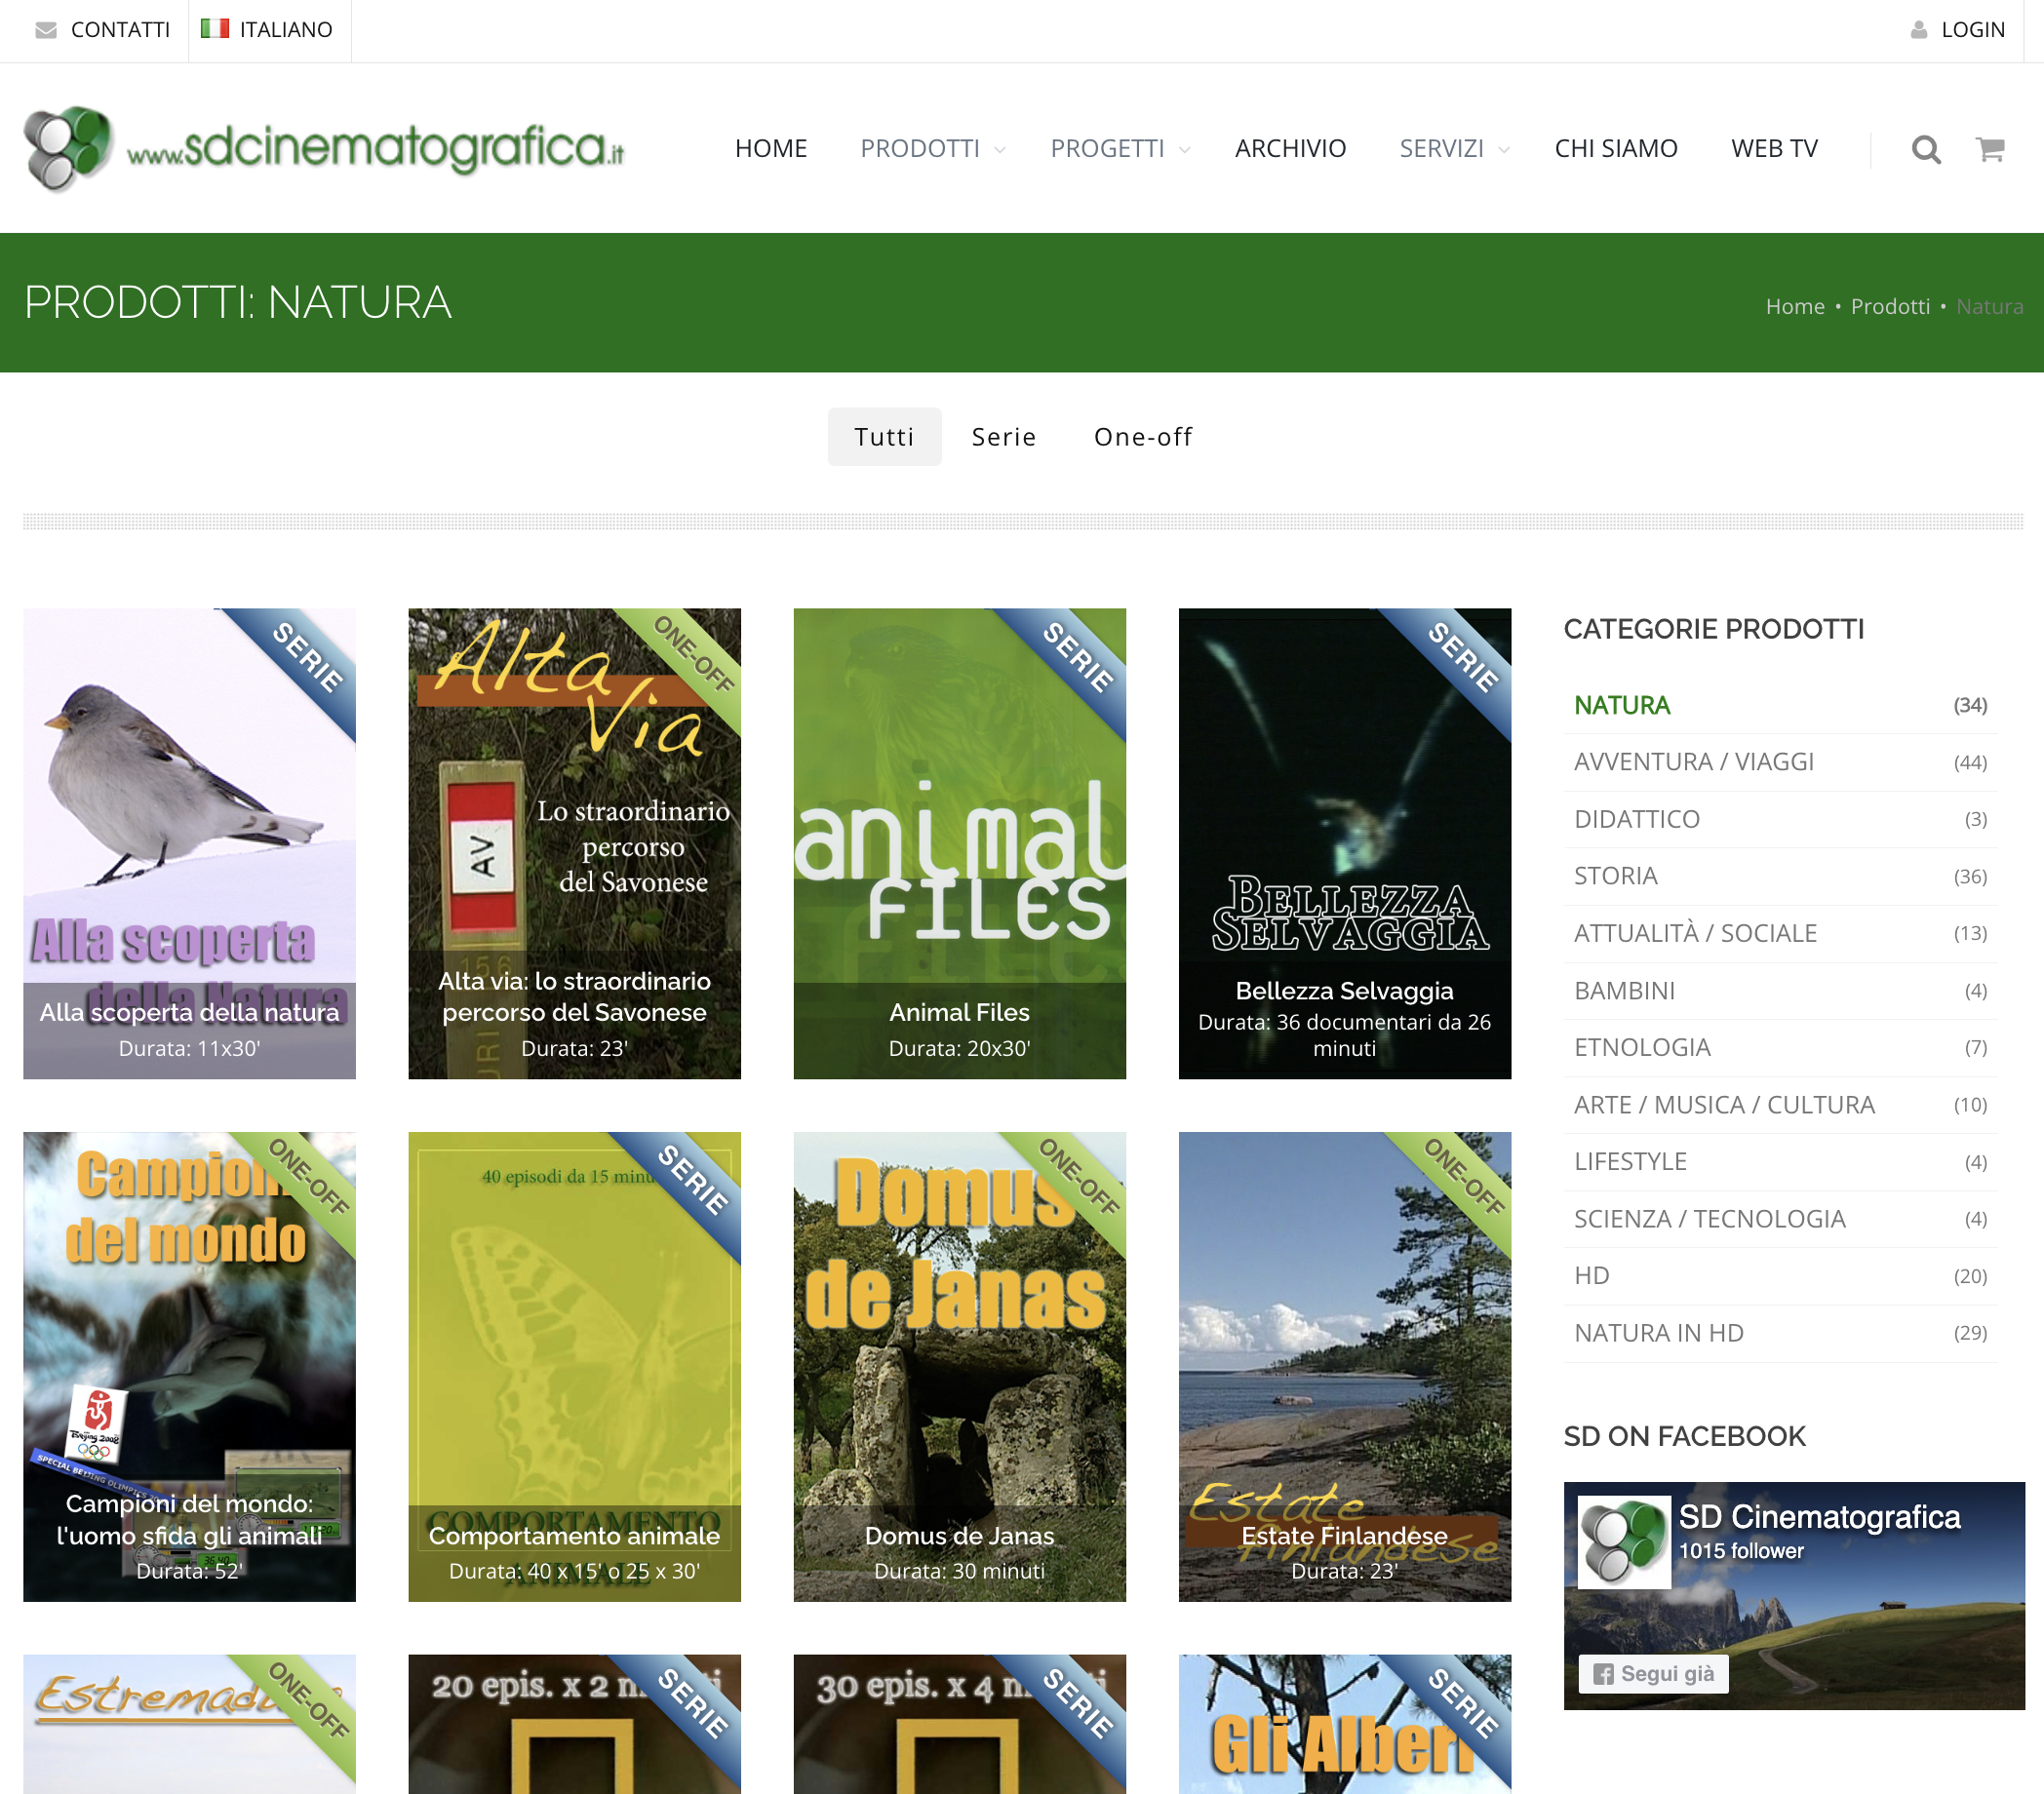 CONTATTI
ITALIANO
LOGIN
www.sdcinematografica.it
HOME
PRODOTTI
PROGETTI
ARCHIVIO
SERVIZI
CHI SIAMO
WEB TV
PRODOTTI: NATURA
Home • Prodotti • Natura
Tutti
Serie
One-off
SERIE
Alla scoperta
della Natura
Alla scoperta della natura
Durata: 11x30'
ONE-OFF
Alta
Via
Lo straordinario
percorso
del Savonese
AV
156
Alta via: lo straordinario
percorso del Savonese
Durata: 23'
SERIE
animal
FILES
Animal Files
Durata: 20x30'
SERIE
BELLEZZA
SELVAGGIA
Bellezza Selvaggia
Durata: 36 documentari da 26
minuti
ONE-OFF
Campioni
del mondo
Beijing 2008
SPECIAL BEIJING OLIMPICS
Campioni del mondo:
l'uomo sfida gli animali
Durata: 52'
SERIE
40 episodi da 15 minu
COMPORTAMENTO
ANIMALE
Comportamento animale
Durata: 40 x 15' o 25 x 30'
ONE-OFF
Domus
de Janas
Domus de Janas
Durata: 30 minuti
ONE-OFF
Estate
finlandese
Estate Finlandese
Durata: 23'
ONE-OFF
Estremadu
SERIE
20 epis. x 2 m
SERIE
30 epis. x 4 m
SERIE
Gli Alberi
CATEGORIE PRODOTTI
NATURA (34)
AVVENTURA / VIAGGI (44)
DIDATTICO (3)
STORIA (36)
ATTUALITÀ / SOCIALE (13)
BAMBINI (4)
ETNOLOGIA (7)
ARTE / MUSICA / CULTURA (10)
LIFESTYLE (4)
SCIENZA / TECNOLOGIA (4)
HD (20)
NATURA IN HD (29)
SD ON FACEBOOK
SD Cinematografica
1015 follower
Segui già